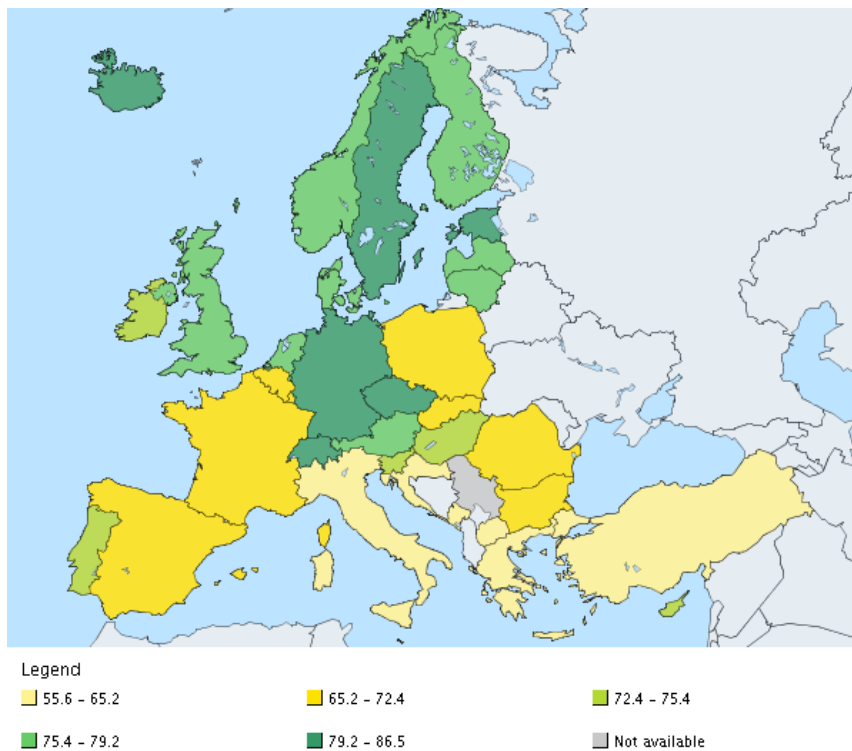 Legend
55.6 – 65.2
65.2 – 72.4
72.4 – 75.4
75.4 – 79.2
79.2 – 86.5
Not available